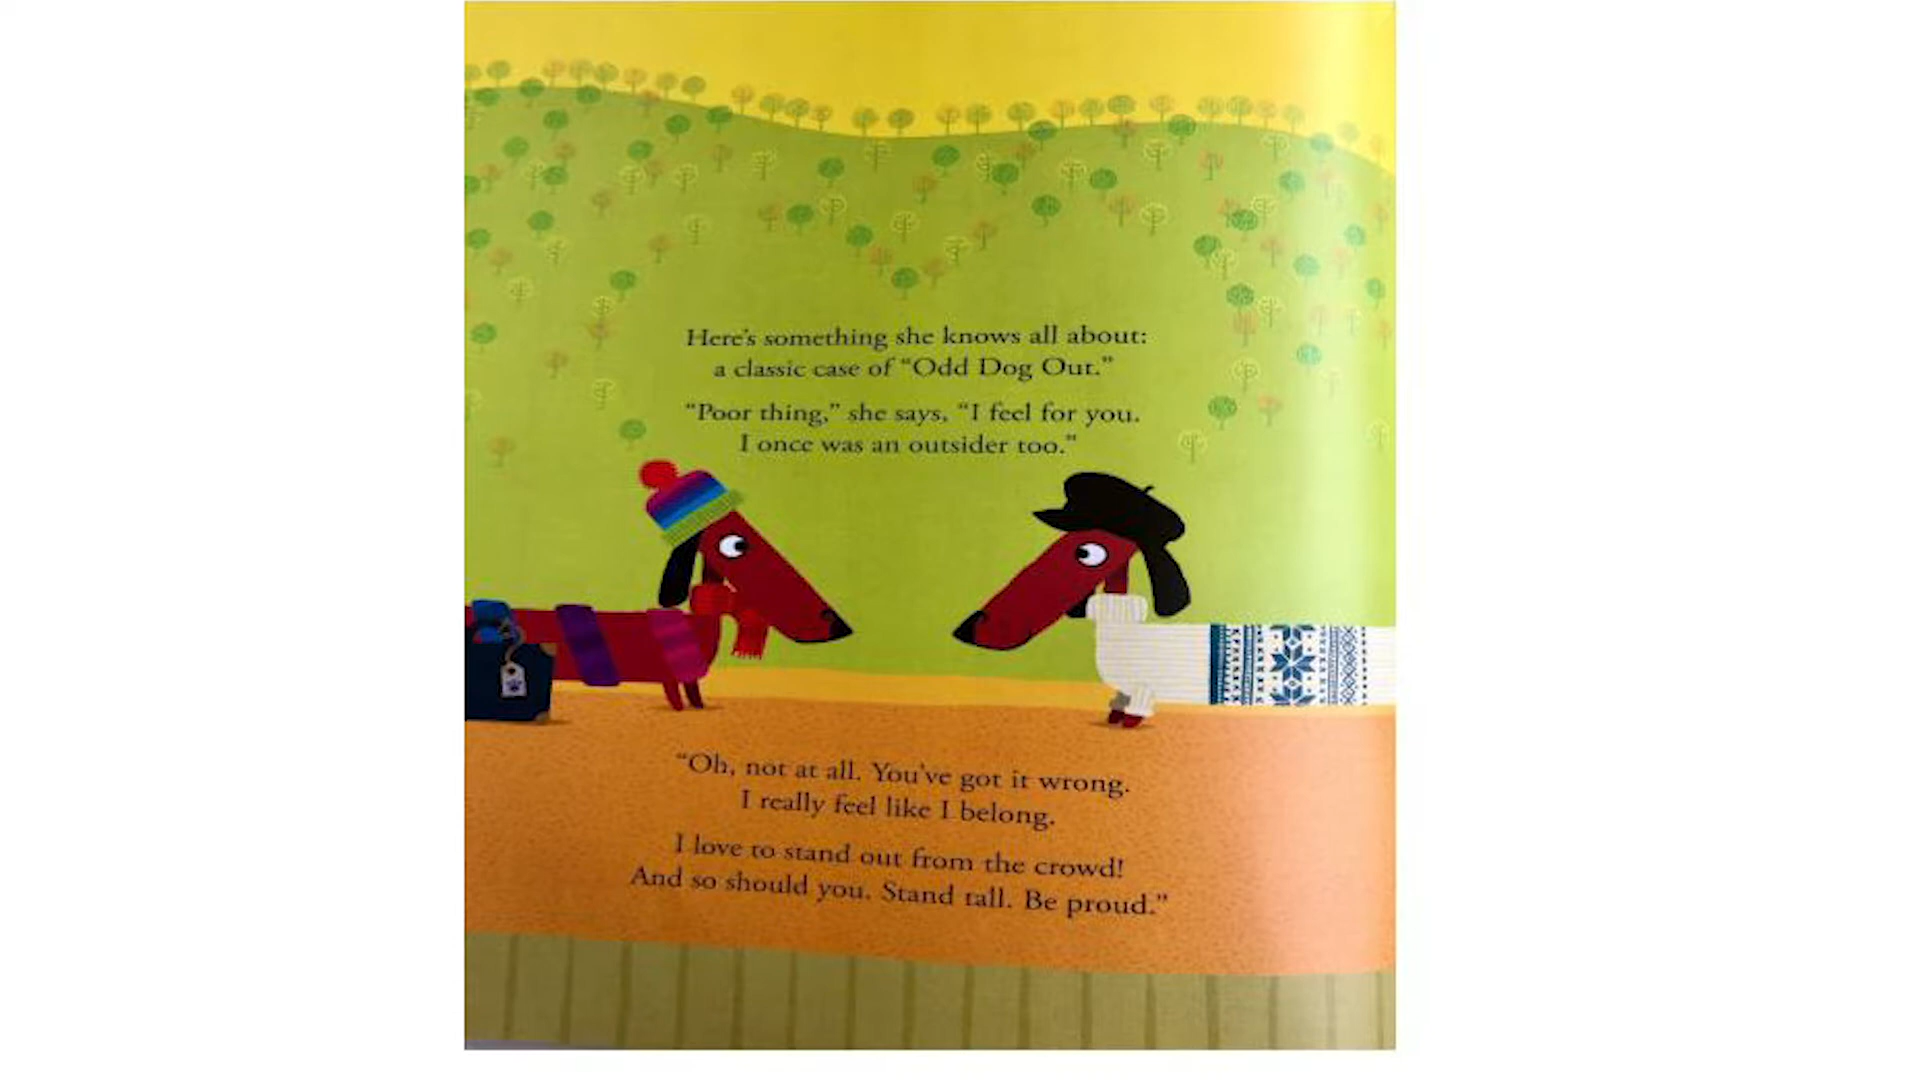 Here's something she knows all about:
a classic case of “Odd Dog Out.”
“Poor thing,” she says, “I feel for you.
I once was an outsider too.”
“Oh, not at all. You've got it wrong.
I really feel like I belong.
I love to stand out from the crowd!
And so should you. Stand tall. Be proud.”